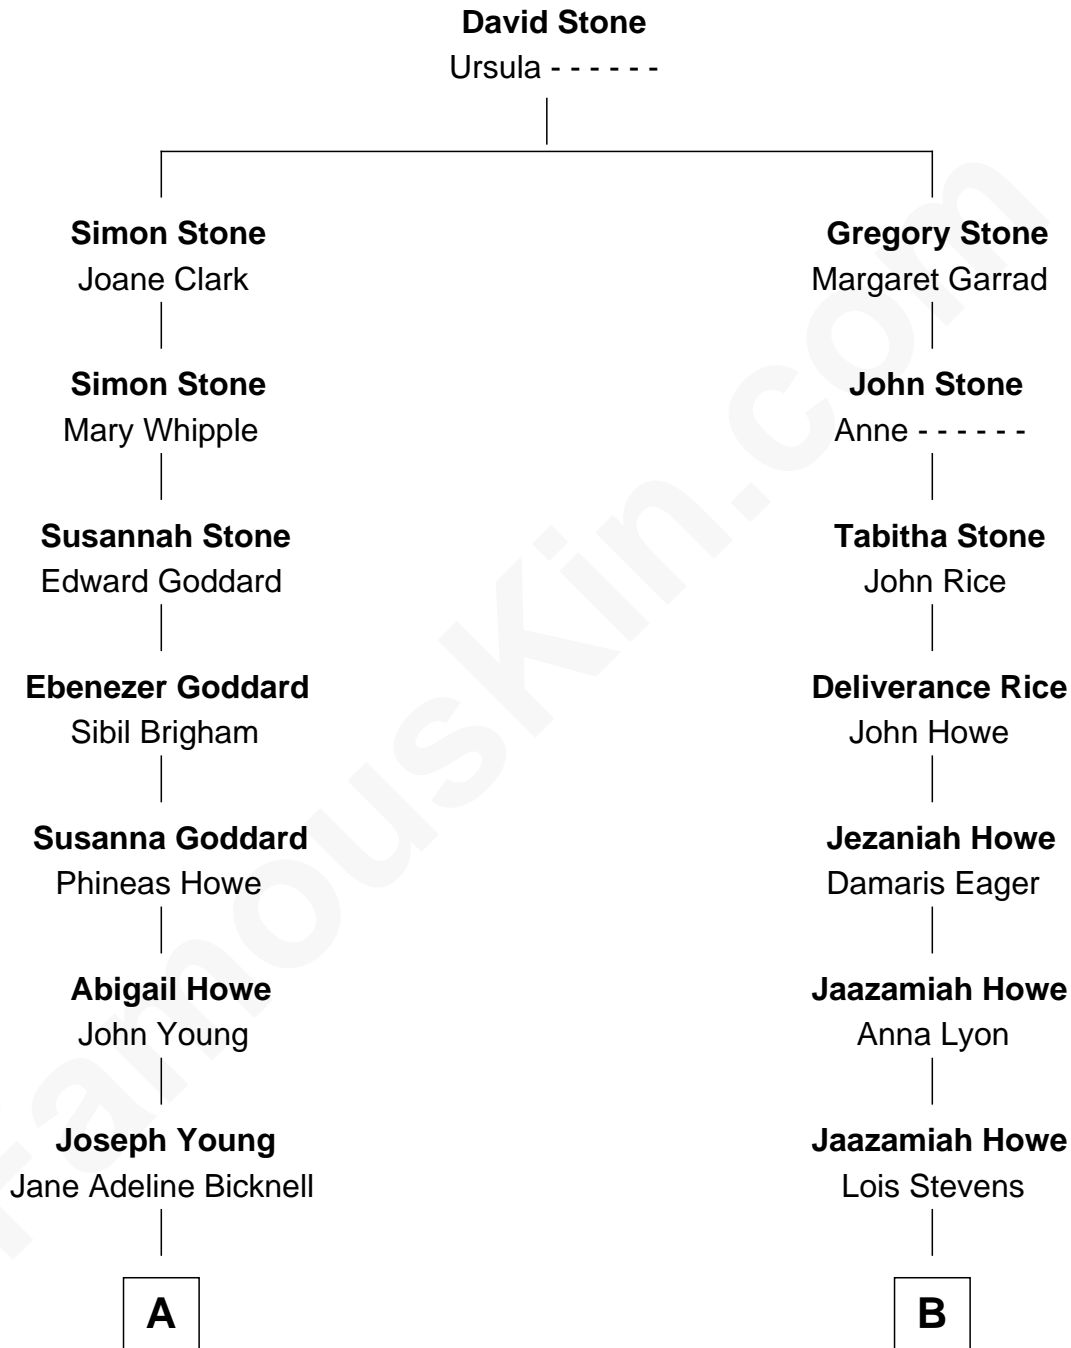 David Stone
Ursula - - - - - -
Simon Stone
Joane Clark
Gregory Stone
Margaret Garrad
Simon Stone
Mary Whipple
John Stone
Anne - - - - - -
Susannah Stone
Edward Goddard
Tabitha Stone
John Rice
Ebenezer Goddard
Sibil Brigham
Deliverance Rice
John Howe
Susanna Goddard
Phineas Howe
Jezaniah Howe
Damaris Eager
Abigail Howe
John Young
Jaazamiah Howe
Anna Lyon
Joseph Young
Jane Adeline Bicknell
Jaazamiah Howe
Lois Stevens
A
B
FamousKin.com